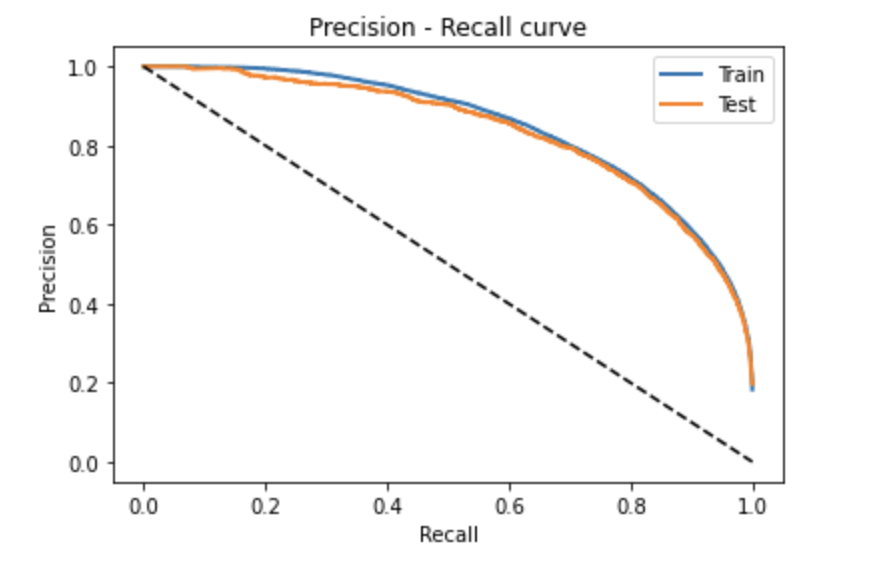 Precision - Recall curve
Train
Test
1.0
0.8
0.6
0.4
0.2
0.0
Precision
0.0 0.2 0.4 0.6 0.8 1.0
Recall